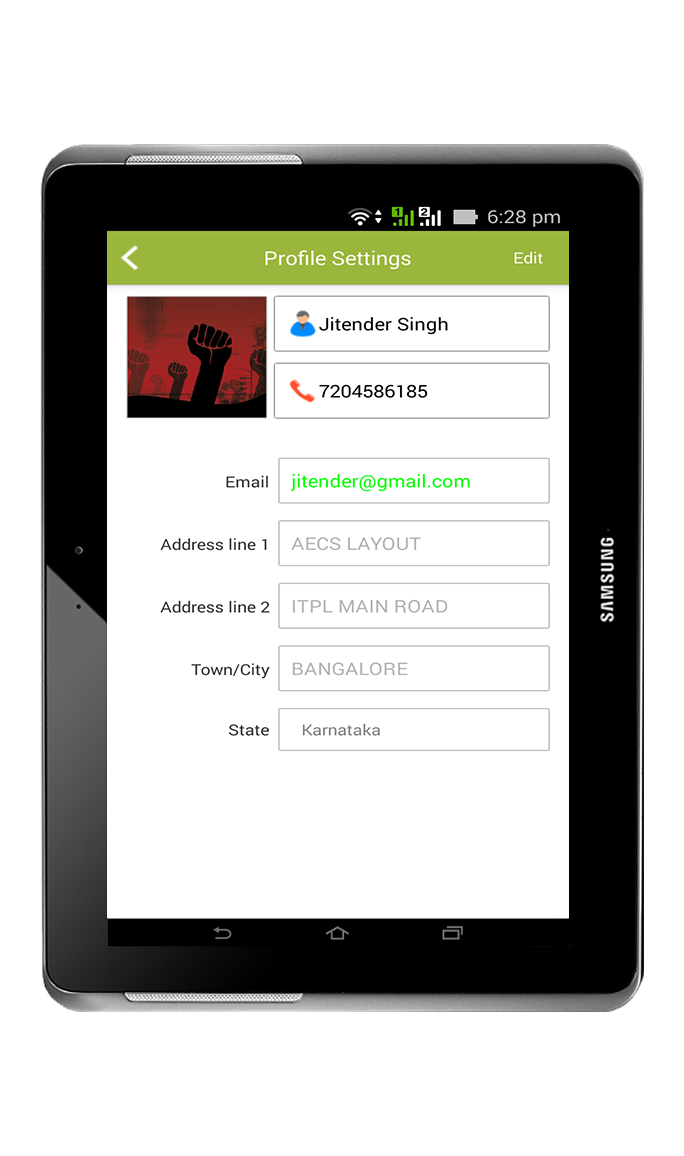 1 2 6:28 pm
Profile Settings Edit
Jitender Singh
7204586185
Email jitender@gmail.com
Address line 1 AECS LAYOUT
Address line 2 ITPL MAIN ROAD
Town/City BANGALORE
State Karnataka
SAMSUNG